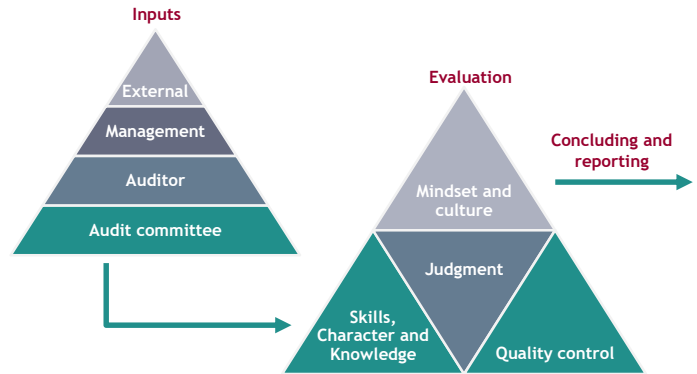 Inputs
External
Management
Auditor
Audit committee
Evaluation
Mindset and
culture
Judgment
Skills,
Character and
Knowledge
Quality control
Concluding and
reporting